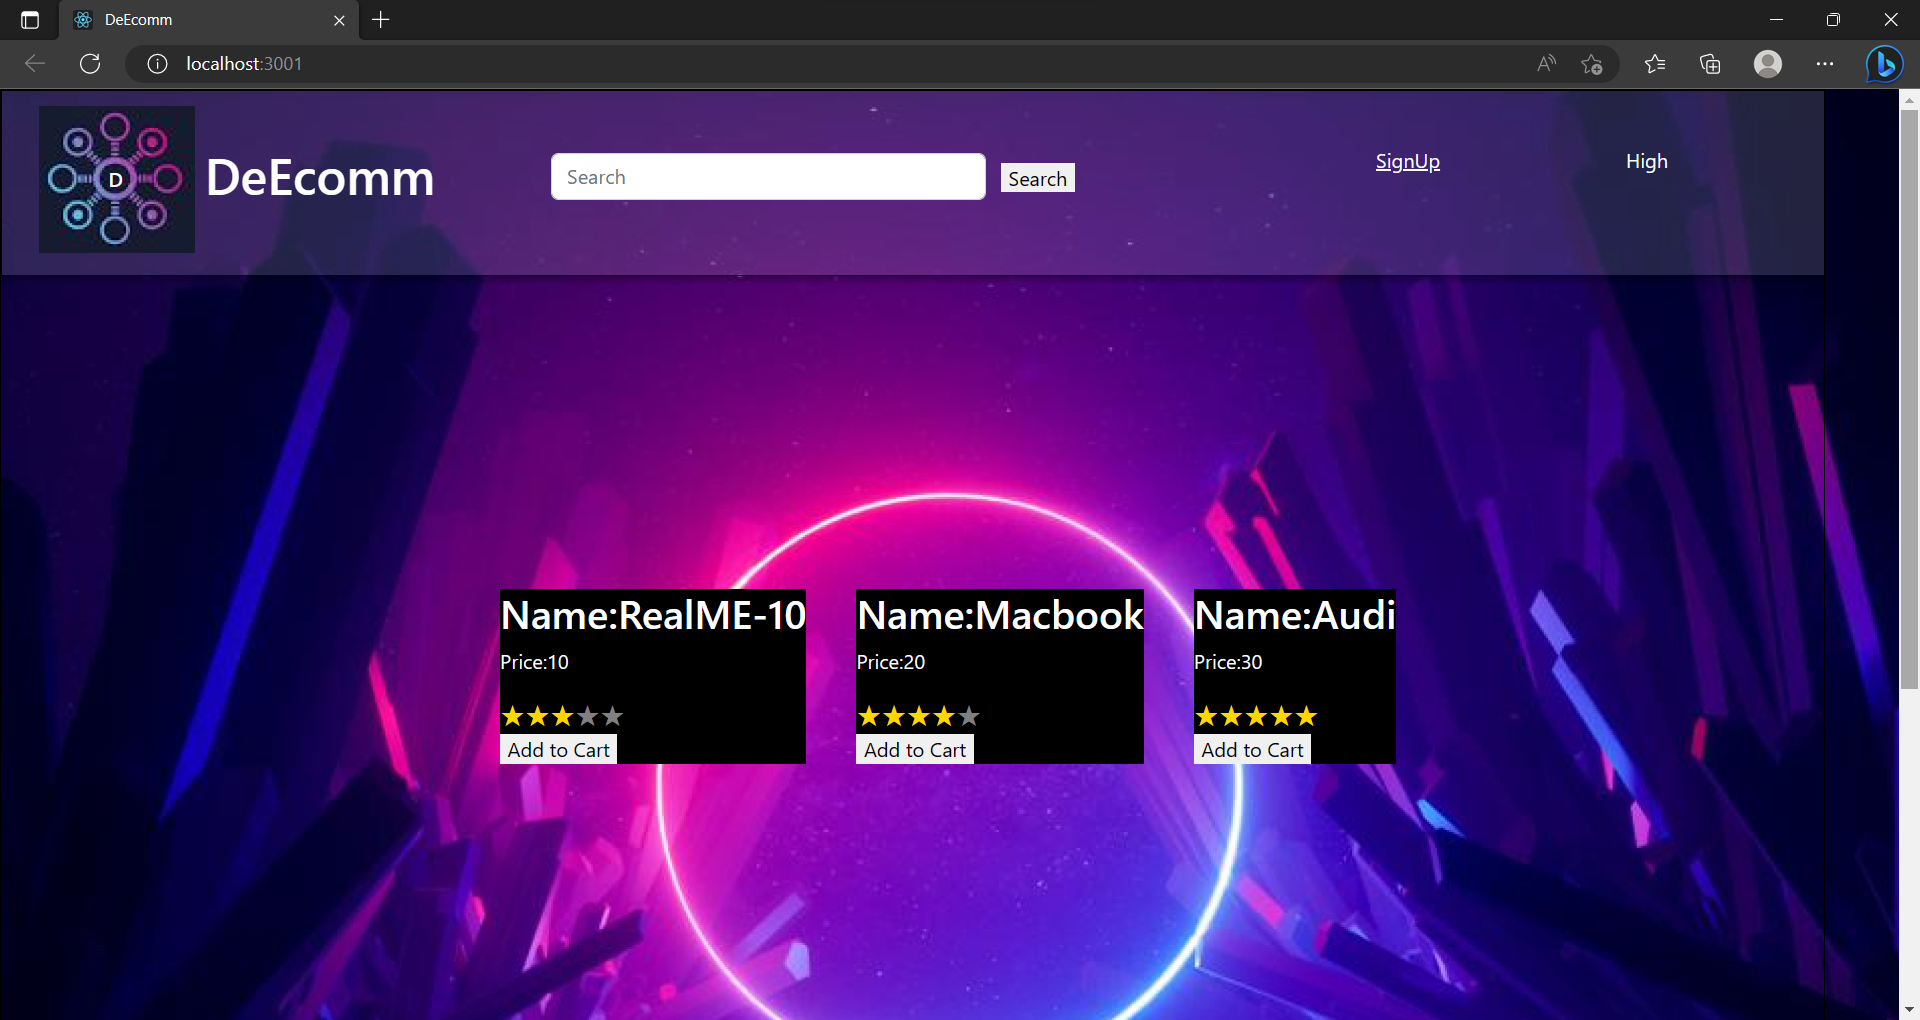 DeEcomm
localhost:3001
D
DeEcomm
Search
Search
SignUp
High
Name:RealME-10
Price:10
Add to Cart
Name:Macbook
Price:20
Add to Cart
Name:Audi
Price:30
Add to Cart